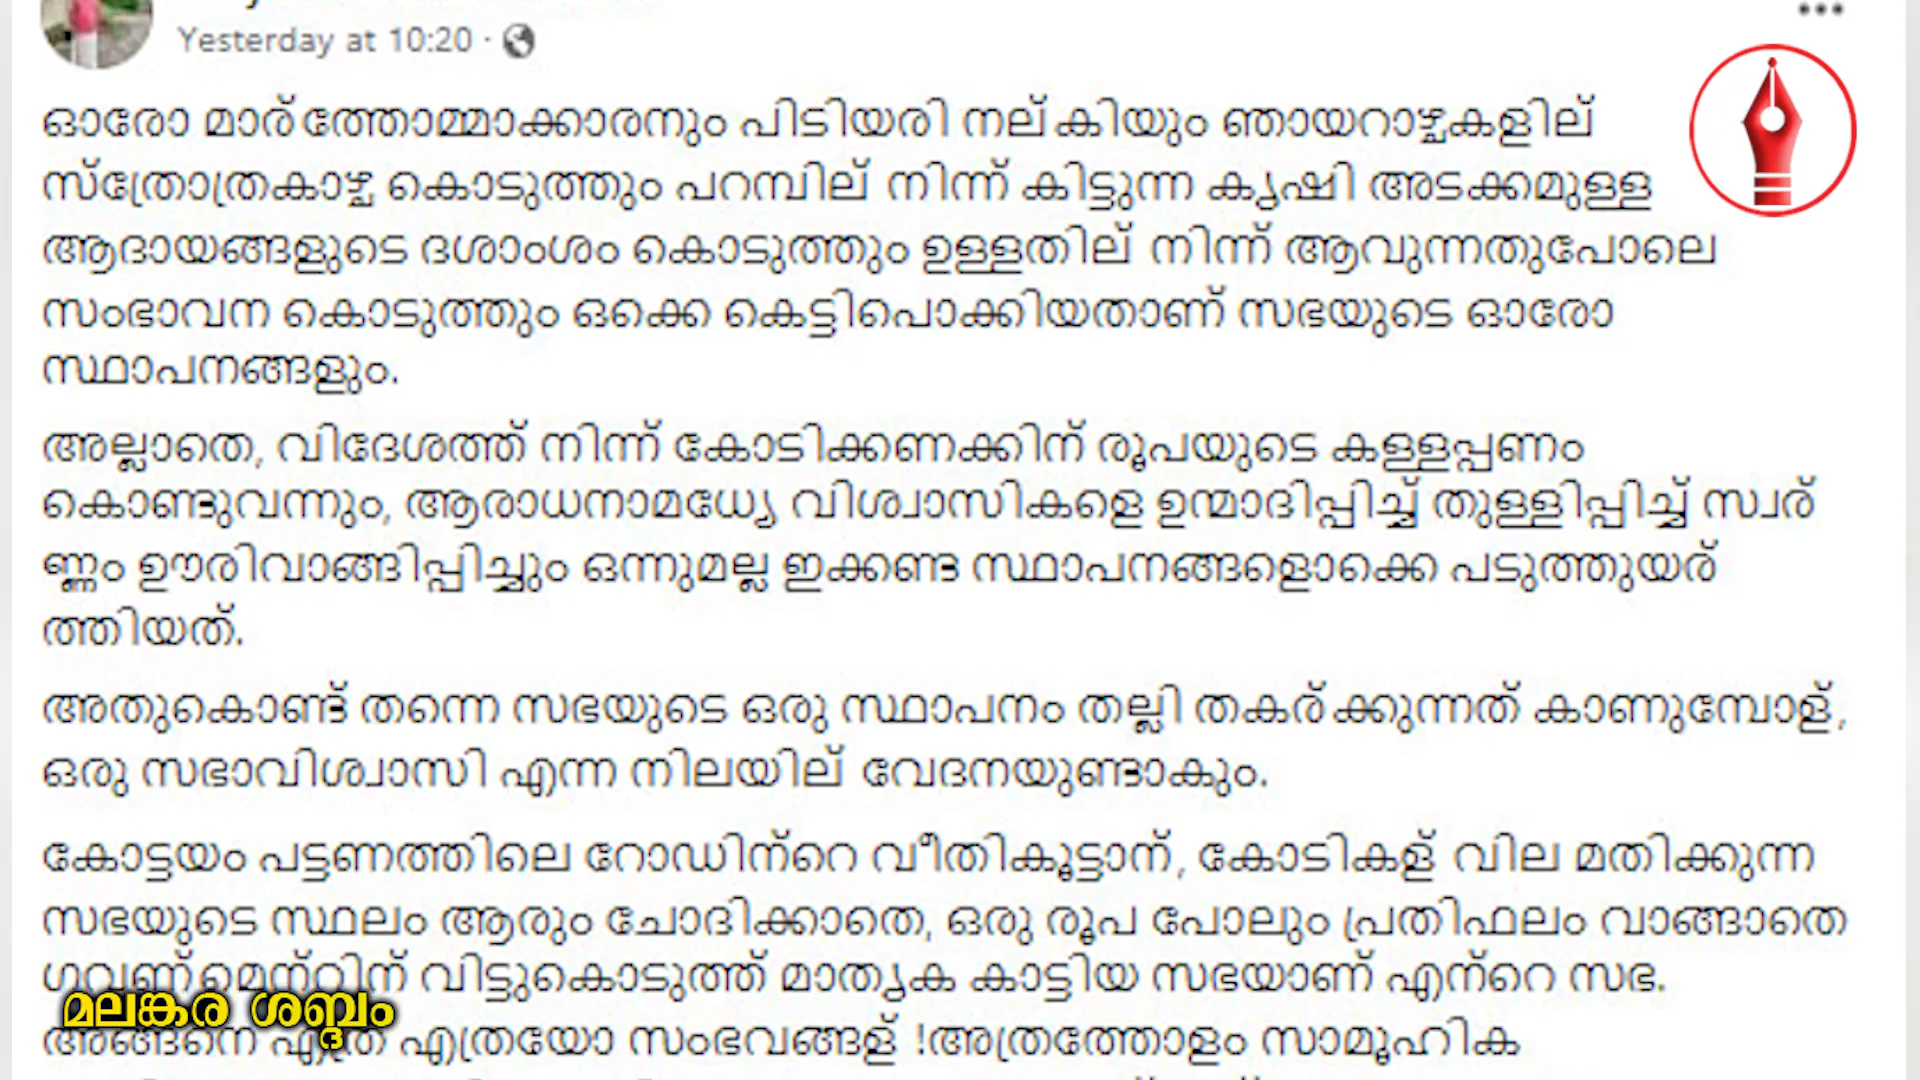 Yesterday at 10:20 ·
ഓരോ മാര്‌ത്തോമ്മാക്കാരനും പിടിയരി നല്‌കിയും ഞായറാഴ്ചകളില്
സ്ത്രോത്രകാഴ്ച കൊടുത്തും പറമ്പില് നിന്ന് കിട്ടുന്ന കൃഷി അടക്കമുള്ള
ആദായങ്ങളുടെ ദശാംശം കൊടുത്തും ഉള്ളതില് നിന്ന് ആവുന്നതുപോലെ
സംഭാവന കൊടുത്തും ഒക്കെ കെട്ടിപൊക്കിയതാണ് സഭയുടെ ഓരോ
സ്ഥാപനങ്ങളും.
അല്ലാതെ, വിദേശത്ത് നിന്ന് കോടിക്കണക്കിന് രൂപയുടെ കള്ളപ്പണം
കൊണ്ടുവന്നും, ആരാധനാമധ്യേ വിശ്വാസികളെ ഉന്മാദിപ്പിച്ച് തുള്ളിപ്പിച്ച് സ്വര്
ണ്ണം ഊരിവാങ്ങിപ്പിച്ചും ഒന്നുമല്ല ഇക്കണ്ട സ്ഥാപനങ്ങളൊക്കെ പടുത്തുയര്
ത്തിയത്.
അതുകൊണ്ട് തന്നെ സഭയുടെ ഒരു സ്ഥാപനം തല്ലി തകര്‌ക്കുന്നത് കാണുമ്പോള്,
ഒരു സഭാവിശ്വാസി എന്ന നിലയില് വേദനയുണ്ടാകും.
കോട്ടയം പട്ടണത്തിലെ റോഡിന്‌റെ വീതികൂട്ടാന്, കോടികള് വില മതിക്കുന്ന
സഭയുടെ സ്ഥലം ആരും ചോദിക്കാതെ, ഒരു രൂപ പോലും പ്രതിഫലം വാങ്ങാതെ
ഗവണ്‌മെന്‌റിന് വിട്ടുകൊടുത്ത് മാതൃക കാട്ടിയ സഭയാണ് എന്‌റെ സഭ.
മലങ്കര ശബ്ദം
അങ്ങനെ എത്ര എത്രയോ സംഭവങ്ങള് !അത്രത്തോളം സാമൂഹിക